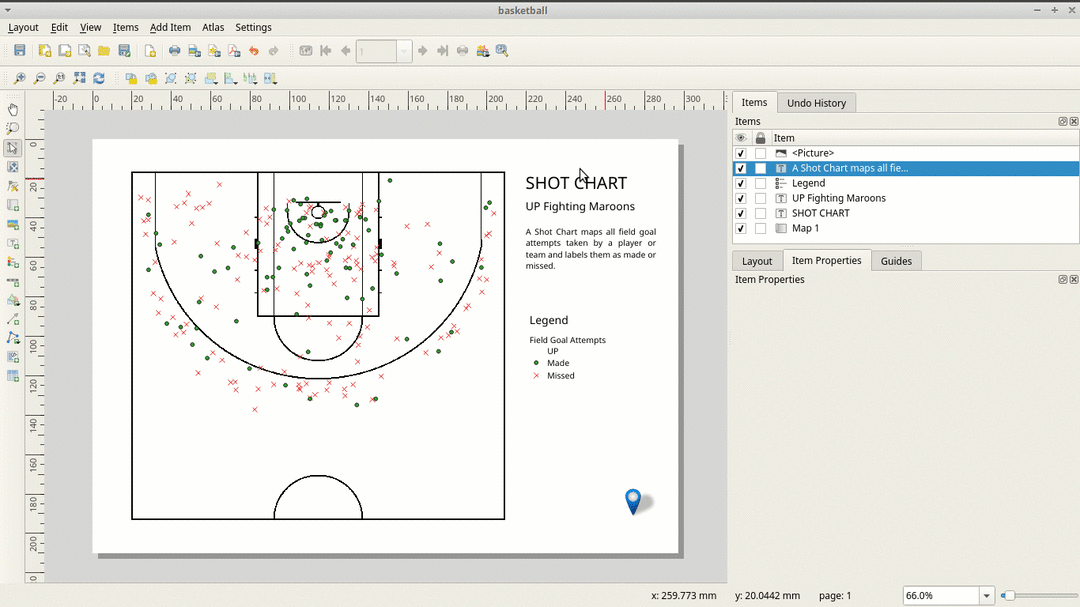 basketball
Layout Edit View Items Add Item Atlas Settings
1
-20 0 20 40 60 80 100 120 140 160 180 200 220 240 260 280 300
0
20
40
60
80
100
120
140
160
180
200
0
SHOT CHART
UP Fighting Maroons
A Shot Chart maps all field goal
attempts taken by a player or
team and labels them as made or
missed.
Legend
Field Goal Attempts
UP
Made
Missed
Items Undo History
Items
Item
<Picture>
A Shot Chart maps all fie...
Legend
UP Fighting Maroons
SHOT CHART
Map 1
Layout Item Properties Guides
Item Properties
x: 259.773 mm y: 20.0442 mm page: 1 66.0%